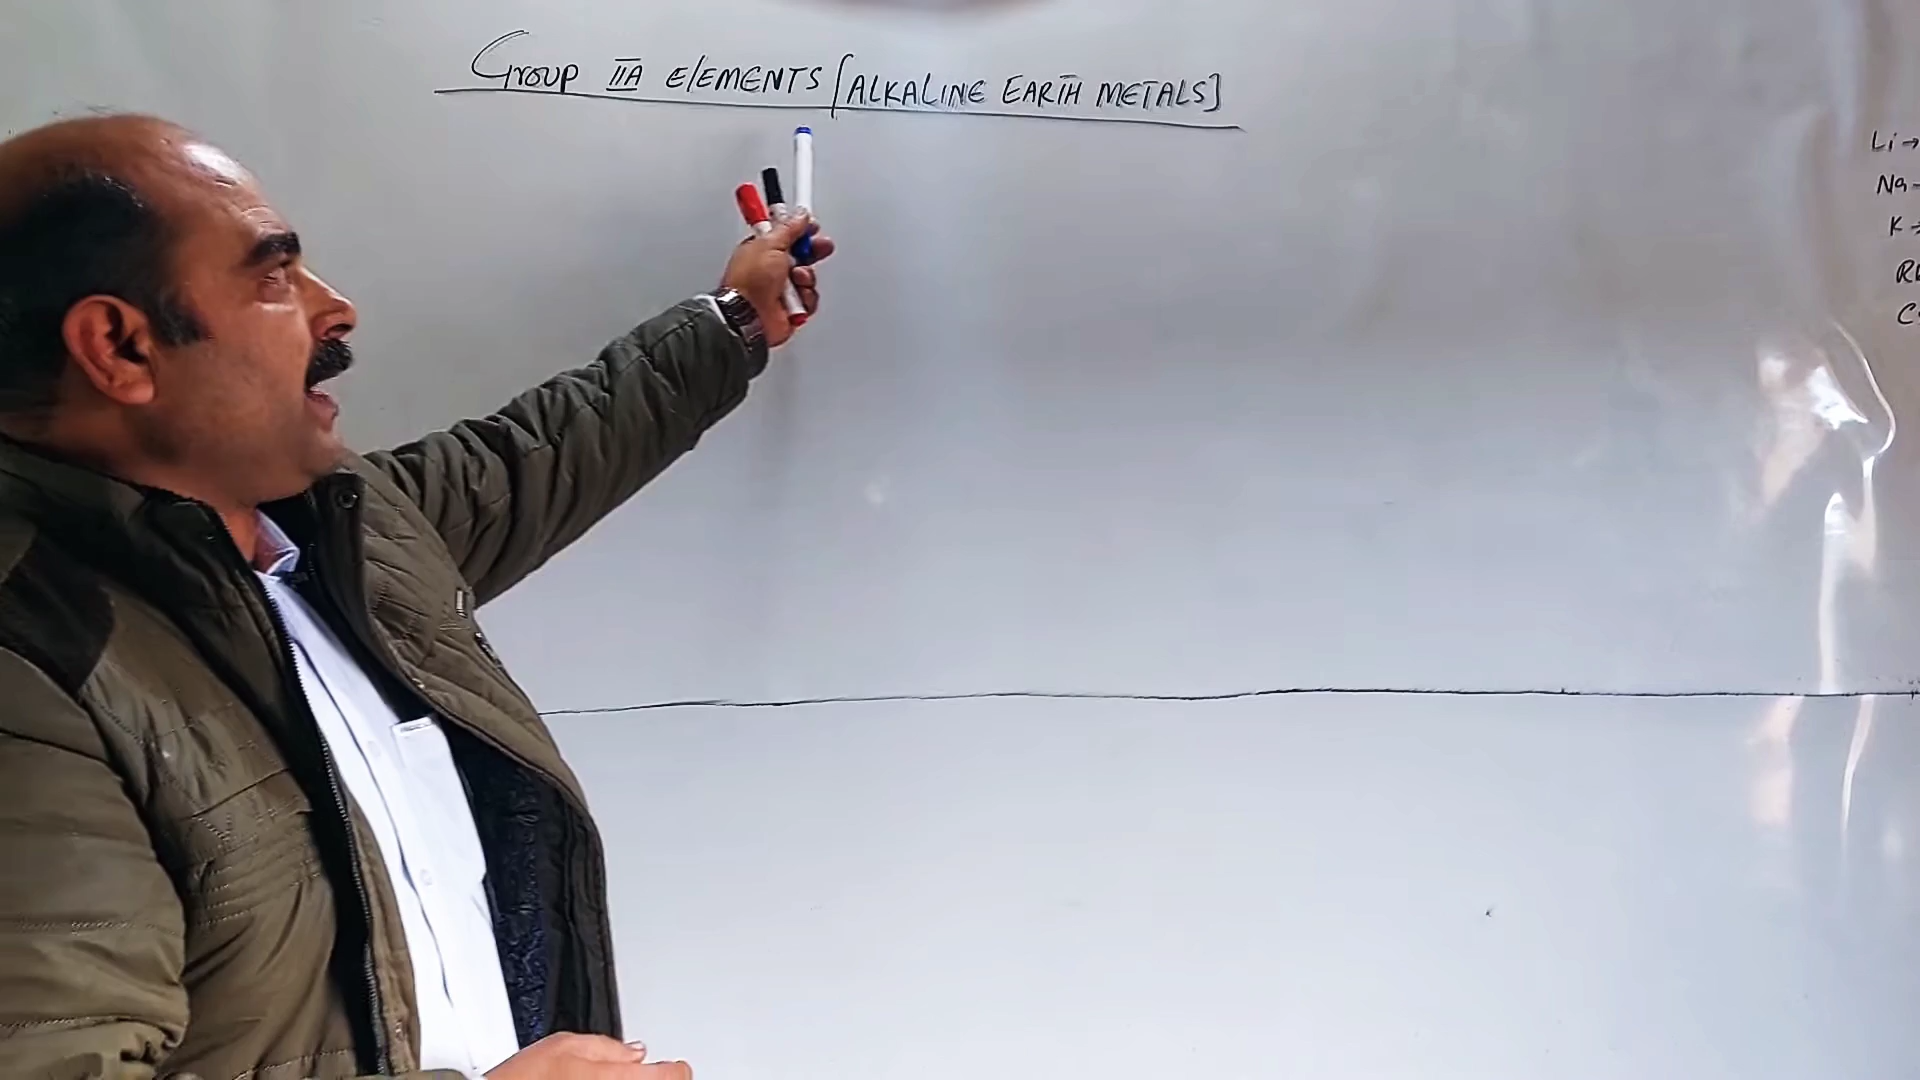 Group IIA ElEMENTS [ALKALINE EARTH METALS]
Li →
Na -
K →